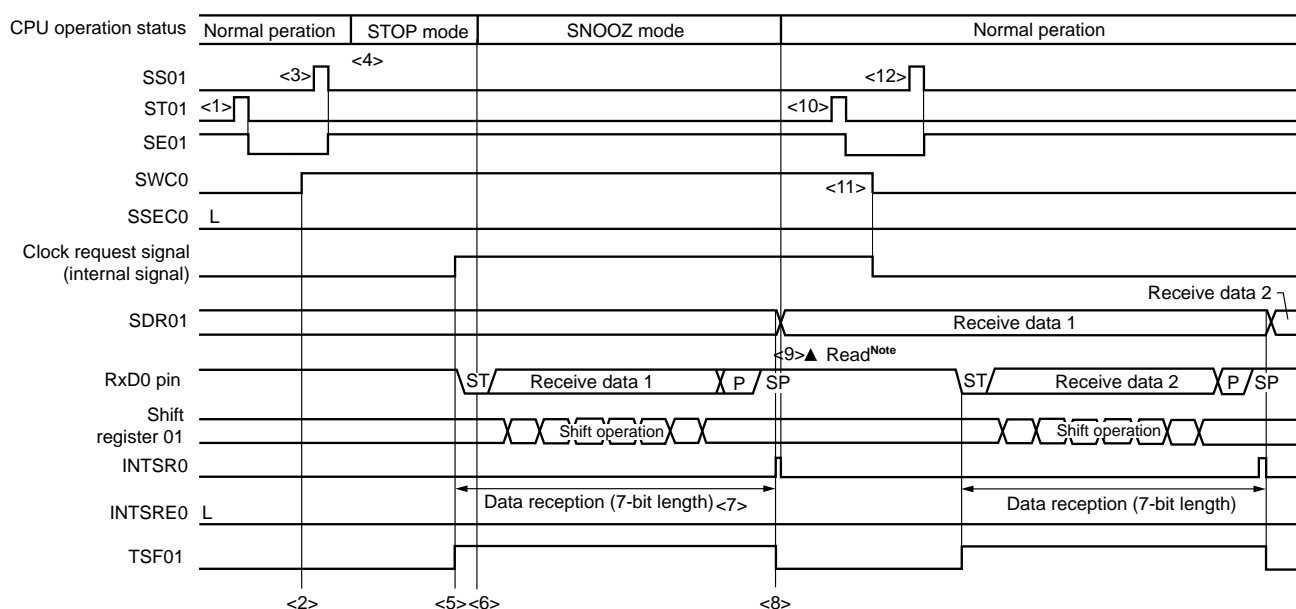 CPU operation status Normal peration STOP mode SNOOZ mode Normal peration
<4>
SS01 <3> <12>
ST01 <1> <10>
SE01
SWC0 <11>
SSEC0 L
Clock request signal
(internal signal)
Receive data 2
SDR01 Receive data 1
<9>▲ ReadNote
RxD0 pin ST Receive data 1 P SP ST Receive data 2 P SP
Shift
register 01 Shift operation Shift operation
INTSR0
Data reception (7-bit length) <7> Data reception (7-bit length)
INTSRE0 L
TSF01
<2> <5> <6> <8>